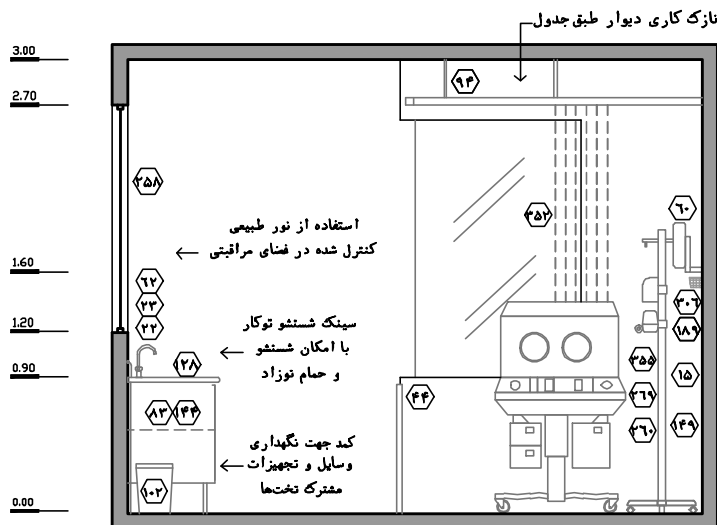 نازک کاری دیوار طبق جدول
3.00
۹۴
2.70
۲۵۸
۶۰
۳۵۲
استفاده از نور طبیعی
کنترل شده در فضای مراقبتی
1.60
۶۲
۲۳
۳۰۶
۲۲
۱۸۹
1.20
سینک شستشو توکار
با امکان شستشو
و حمام نوزاد
۱۲۸
۳۵۵
۱۵
0.90
۴۴
۲۶۹
۸۳
۱۴۴
۲۶۰
۱۴۹
کمد جهت نگهداری
وسایل و تجهیزات
مشترک تخت‌ها
۱۰۲
0.00